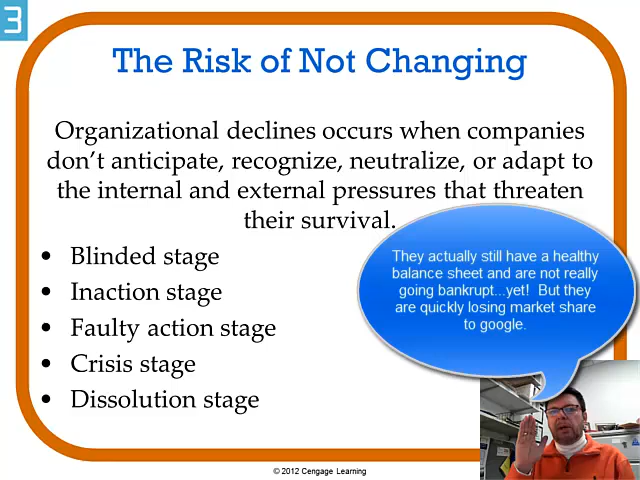 3
The Risk of Not Changing
Organizational declines occurs when companies
don't anticipate, recognize, neutralize, or adapt to
the internal and external pressures that threaten
their survival.
• Blinded stage
• Inaction stage
• Faulty action stage
• Crisis stage
• Dissolution stage
They actually still have a healthy
balance sheet and are not really
going bankrupt...yet! But they
are quickly losing market share
to google.
© 2012 Cengage Learning